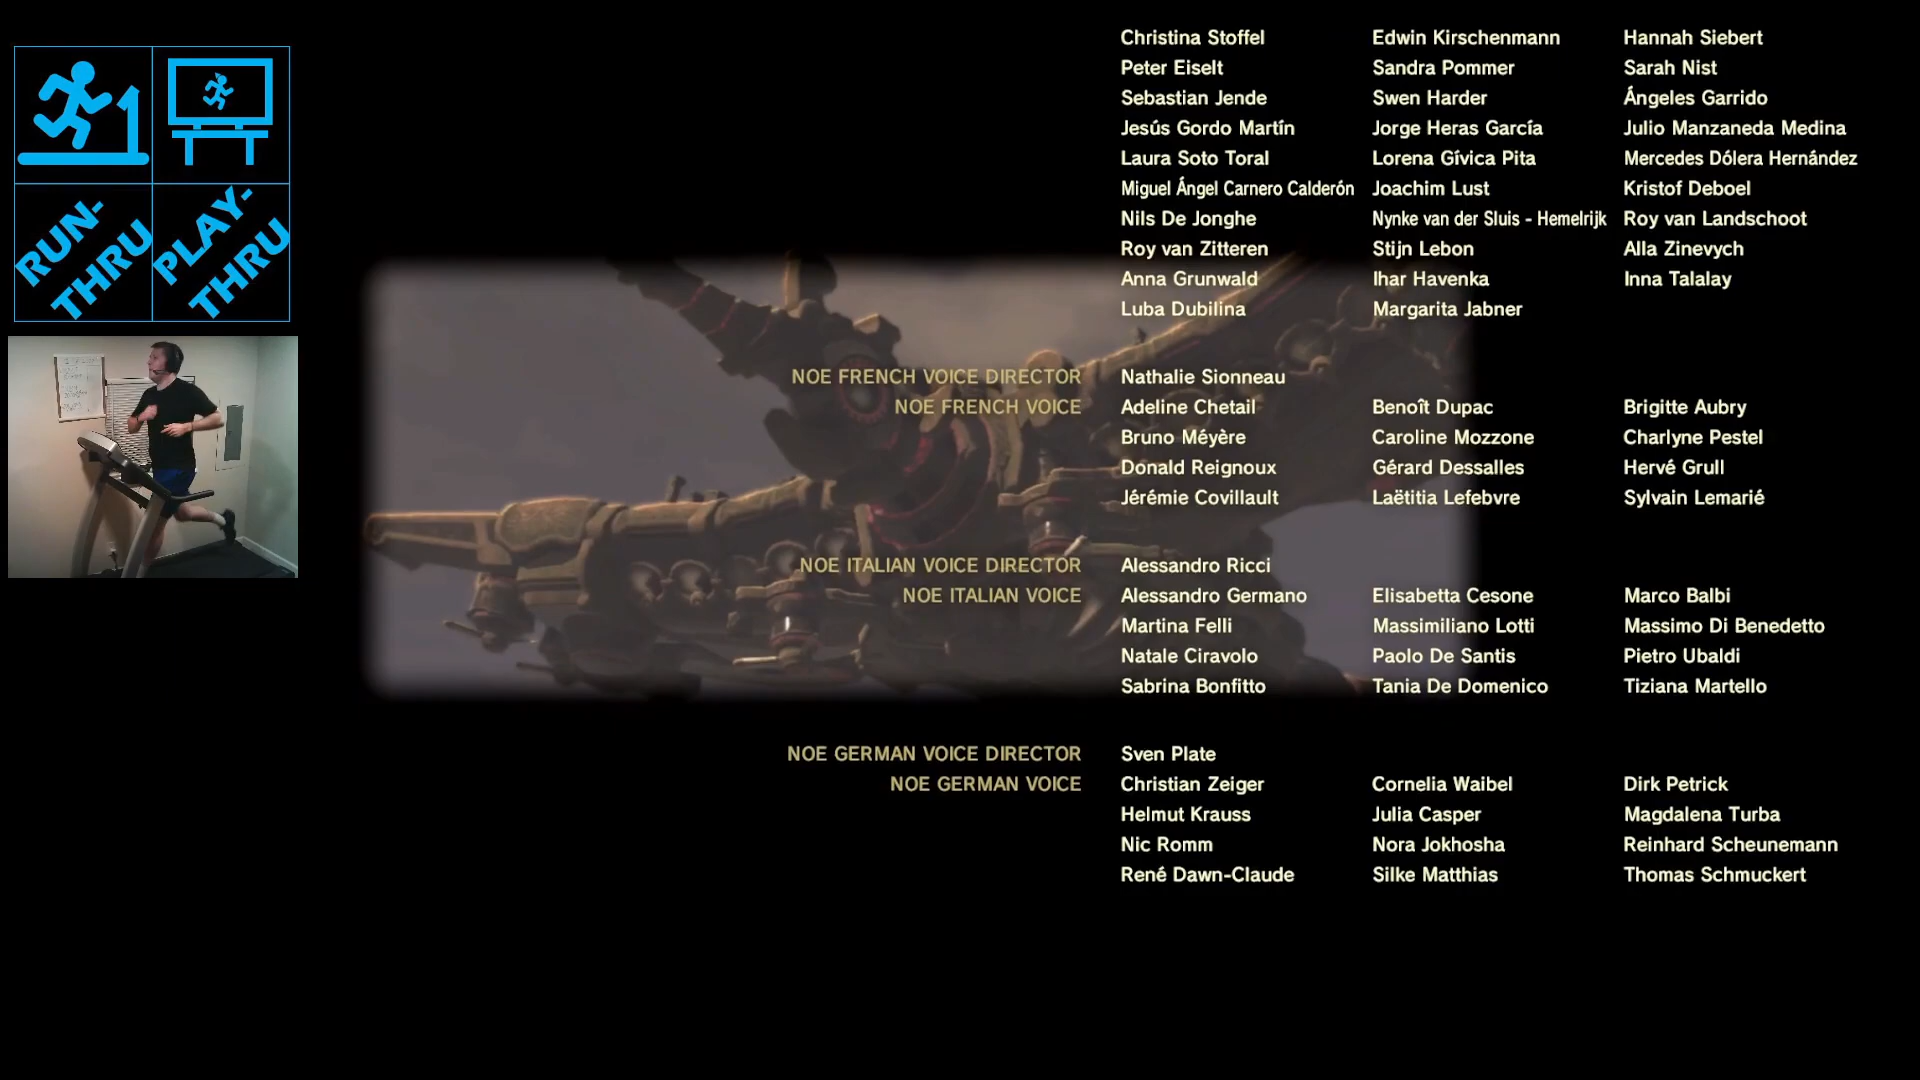 RUN-
THRU
PLAY-
THRU
Christina Stoffel Edwin Kirschenmann Hannah Siebert
Peter Eiselt Sandra Pommer Sarah Nist
Sebastian Jende Swen Harder Ángeles Garrido
Jesús Gordo Martín Jorge Heras García Julio Manzaneda Medina
Laura Soto Toral Lorena Gívica Pita Mercedes Dólera Hernández
Miguel Ángel Carnero Calderón Joachim Lust Kristof Deboel
Nils De Jonghe Nynke van der Sluis - Hemelrijk Roy van Landschoot
Roy van Zitteren Stijn Lebon Alla Zinevych
Anna Grunwald Ihar Havenka Inna Talalay
Luba Dubilina Margarita Jabner
NOE FRENCH VOICE DIRECTOR Nathalie Sionneau
NOE FRENCH VOICE Adeline Chetail Benoît Dupac Brigitte Aubry
Bruno Méyère Caroline Mozzone Charlyne Pestel
Donald Reignoux Gérard Dessalles Hervé Grull
Jérémie Covillault Laëtitia Lefebvre Sylvain Lemarié
NOE ITALIAN VOICE DIRECTOR Alessandro Ricci
NOE ITALIAN VOICE Alessandro Germano Elisabetta Cesone Marco Balbi
Martina Felli Massimiliano Lotti Massimo Di Benedetto
Natale Ciravolo Paolo De Santis Pietro Ubaldi
Sabrina Bonfitto Tania De Domenico Tiziana Martello
NOE GERMAN VOICE DIRECTOR Sven Plate
NOE GERMAN VOICE Christian Zeiger Cornelia Waibel Dirk Petrick
Helmut Krauss Julia Casper Magdalena Turba
Nic Romm Nora Jokhosha Reinhard Scheunemann
René Dawn-Claude Silke Matthias Thomas Schmuckert